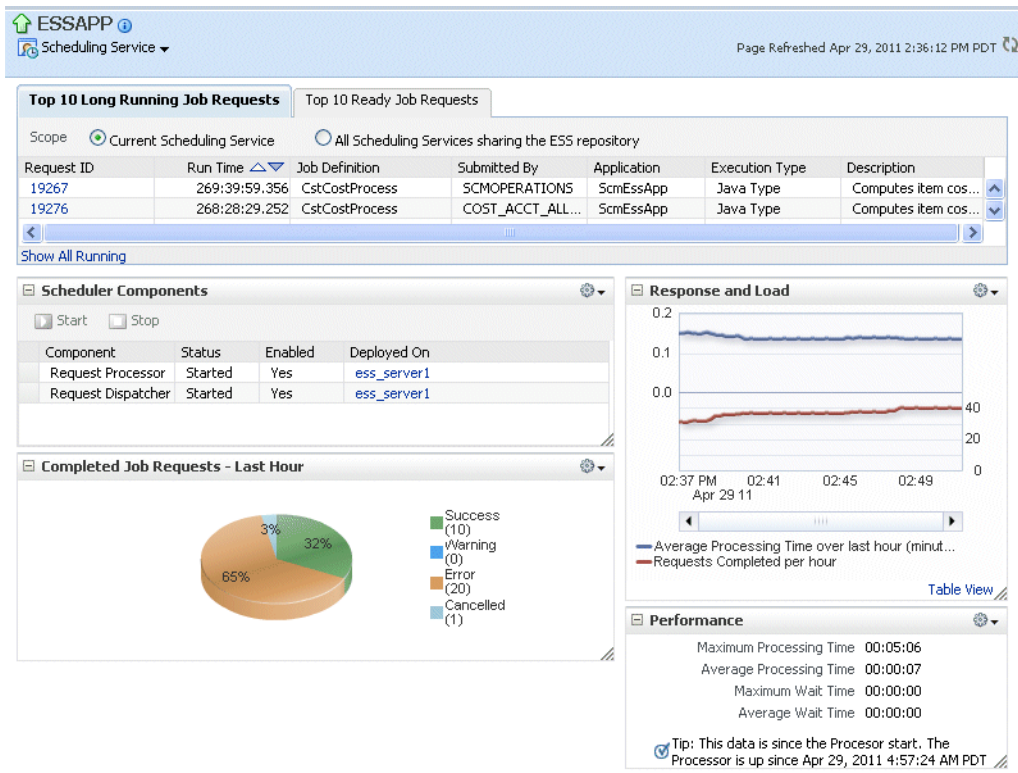 ESSAPP
Scheduling Service
Page Refreshed Apr 29, 2011 2:36:12 PM PDT
Top 10 Long Running Job Requests
Top 10 Ready Job Requests
Scope Current Scheduling Service All Scheduling Services sharing the ESS repository
Request ID Run Time Job Definition Submitted By Application Execution Type Description
19267 269:39:59.356 CstCostProcess SCMOPERATIONS ScmEssApp Java Type Computes item cos...
19276 268:28:29.252 CstCostProcess COST_ACCT_ALL... ScmEssApp Java Type Computes item cos...
Show All Running
Scheduler Components
Start Stop
Component Status Enabled Deployed On
Request Processor Started Yes ess_server1
Request Dispatcher Started Yes ess_server1
Completed Job Requests - Last Hour
3%
32%
65%
Success
(10)
Warning
(0)
Error
(20)
Cancelled
(1)
Response and Load
0.2
0.1
0.0
40
20
0
02:37 PM 02:41 02:45 02:49
Apr 29 11
Average Processing Time over last hour (minut...
Requests Completed per hour
Table View
Performance
Maximum Processing Time 00:05:06
Average Processing Time 00:00:07
Maximum Wait Time 00:00:00
Average Wait Time 00:00:00
Tip: This data is since the Procesor start. The
Processor is up since Apr 29, 2011 4:57:24 AM PDT